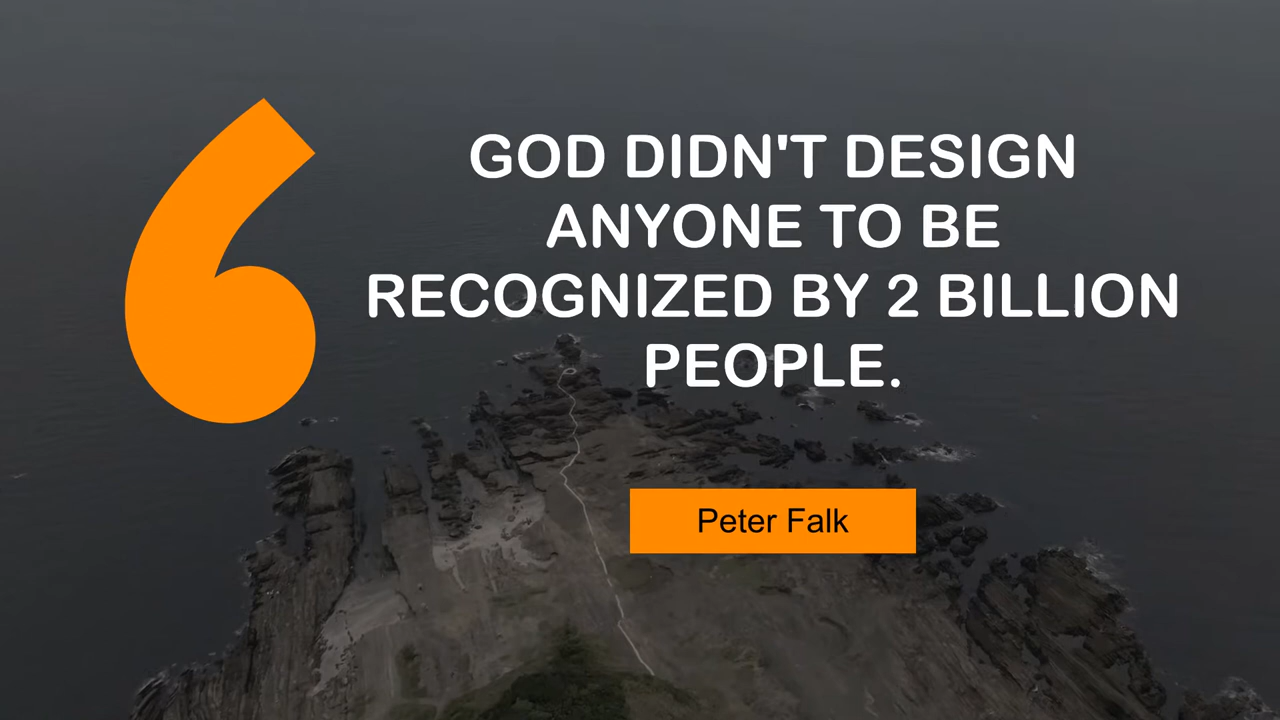 GOD DIDN'T DESIGN
ANYONE TO BE
RECOGNIZED BY 2 BILLION
PEOPLE.
Peter Falk